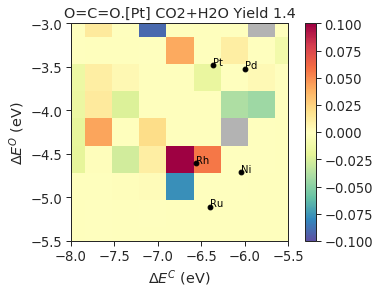 O=C=O.[Pt] CO2+H2O Yield 1.4
−3.0
−3.5
−4.0
−4.5
−5.0
−5.5
ΔE^O (eV)
Pt
Pd
Rh
Ni
Ru
−8.0 −7.5 −7.0 −6.5 −6.0 −5.5
ΔE^C (eV)
0.100
0.075
0.050
0.025
0.000
−0.025
−0.050
−0.075
−0.100